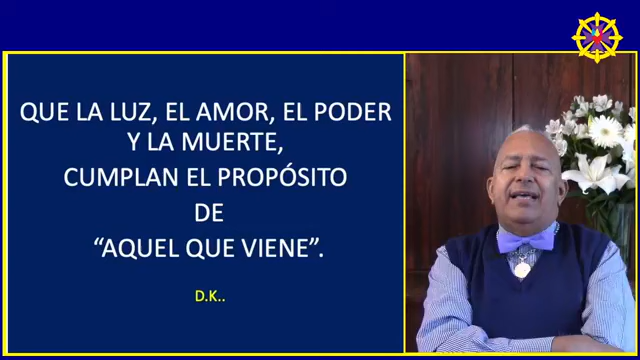 QUE LA LUZ, EL AMOR, EL PODER
Y LA MUERTE,
CUMPLAN EL PROPÓSITO
DE
“AQUEL QUE VIENE”.
D.K..